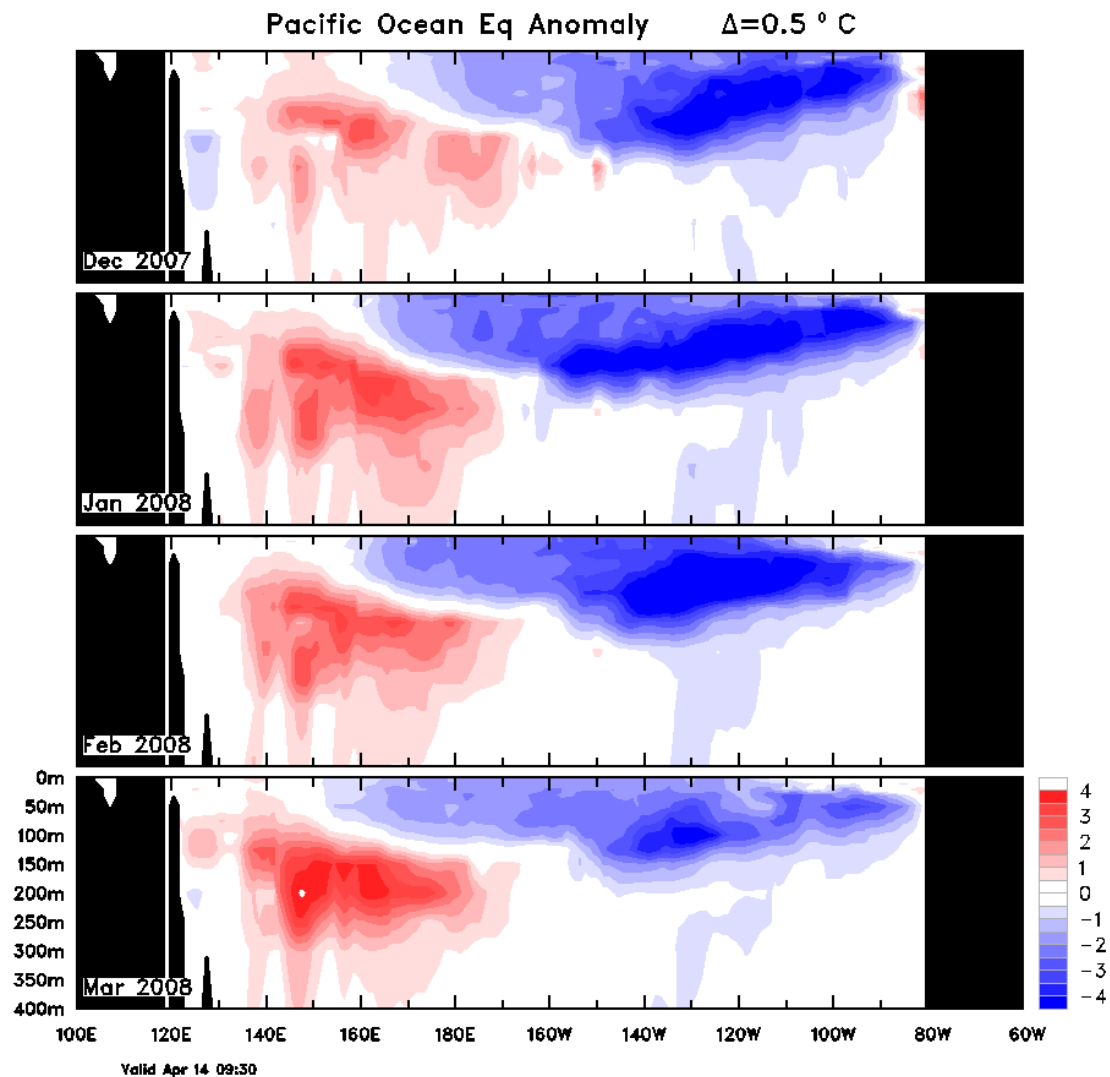 Pacific Ocean Eq Anomaly Δ=0.5 ° C
Dec 2007
Jan 2008
Feb 2008
0m
50m
100m
150m
200m
250m
300m
350m
400m
Mar 2008
4
3
2
1
0
−1
−2
−3
−4
100E 120E 140E 160E 180E 160W 140W 120W 100W 80W 60W
Valid Apr 14 09:30